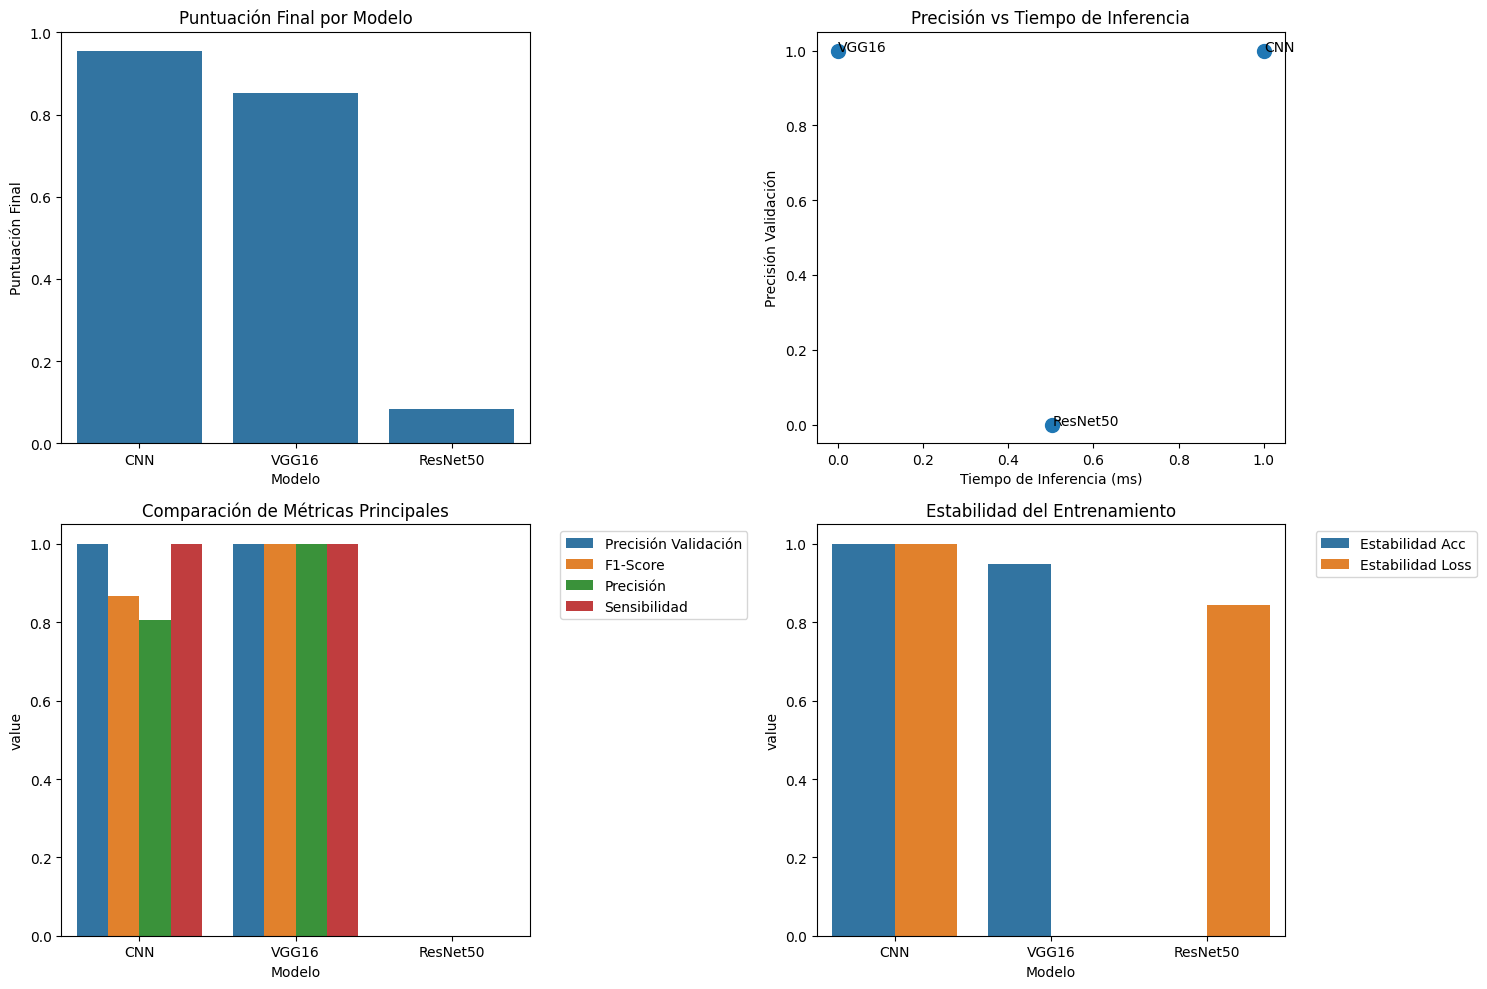 Puntuación Final por Modelo
Puntuación Final
1.0
0.8
0.6
0.4
0.2
0.0
CNN VGG16 ResNet50
Modelo
Precisión vs Tiempo de Inferencia
Precisión Validación
1.0
0.8
0.6
0.4
0.2
0.0
VGG16
CNN
ResNet50
0.0 0.2 0.4 0.6 0.8 1.0
Tiempo de Inferencia (ms)
Comparación de Métricas Principales
value
1.0
0.8
0.6
0.4
0.2
0.0
CNN VGG16 ResNet50
Modelo
Precisión Validación
F1-Score
Precisión
Sensibilidad
Estabilidad del Entrenamiento
value
1.0
0.8
0.6
0.4
0.2
0.0
CNN VGG16 ResNet50
Modelo
Estabilidad Acc
Estabilidad Loss